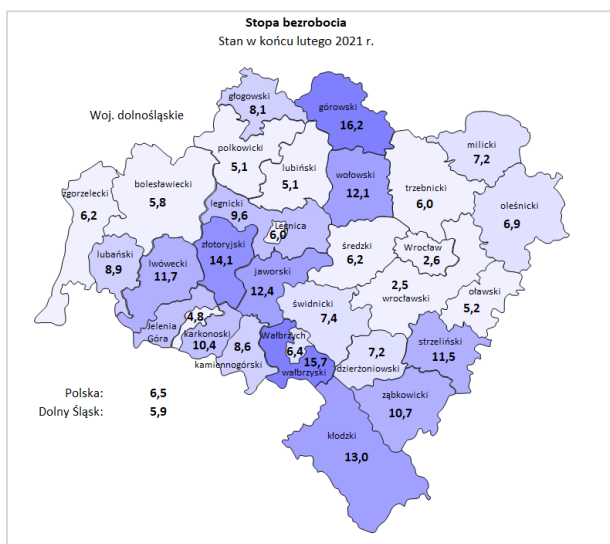 Stopa bezrobocia
Stan w końcu lutego 2021 r.
Woj. dolnośląskie
głogowski
8,1
górowski
16,2
milicki
7,2
polkowicki
5,1
lubiński
5,1
wołowski
12,1
trzebnicki
6,0
oleśnicki
6,9
zgorzelecki
6,2
bolesławiecki
5,8
legnicki
9,6
Legnica
6,0
złotoryjski
14,1
średzki
6,2
Wrocław
2,6
lubański
8,9
lwówecki
11,7
jaworski
12,4
2,5
wrocławski
oławski
5,2
świdnicki
7,4
4,8
Jelenia
Góra
karkonoski
10,4
8,6
kamiennogórski
Wałbrzych
6,4
15,7
wałbrzyski
7,2
dzierżoniowski
strzeliński
11,5
ząbkowicki
10,7
kłodzki
13,0
Polska: 6,5
Dolny Śląsk: 5,9